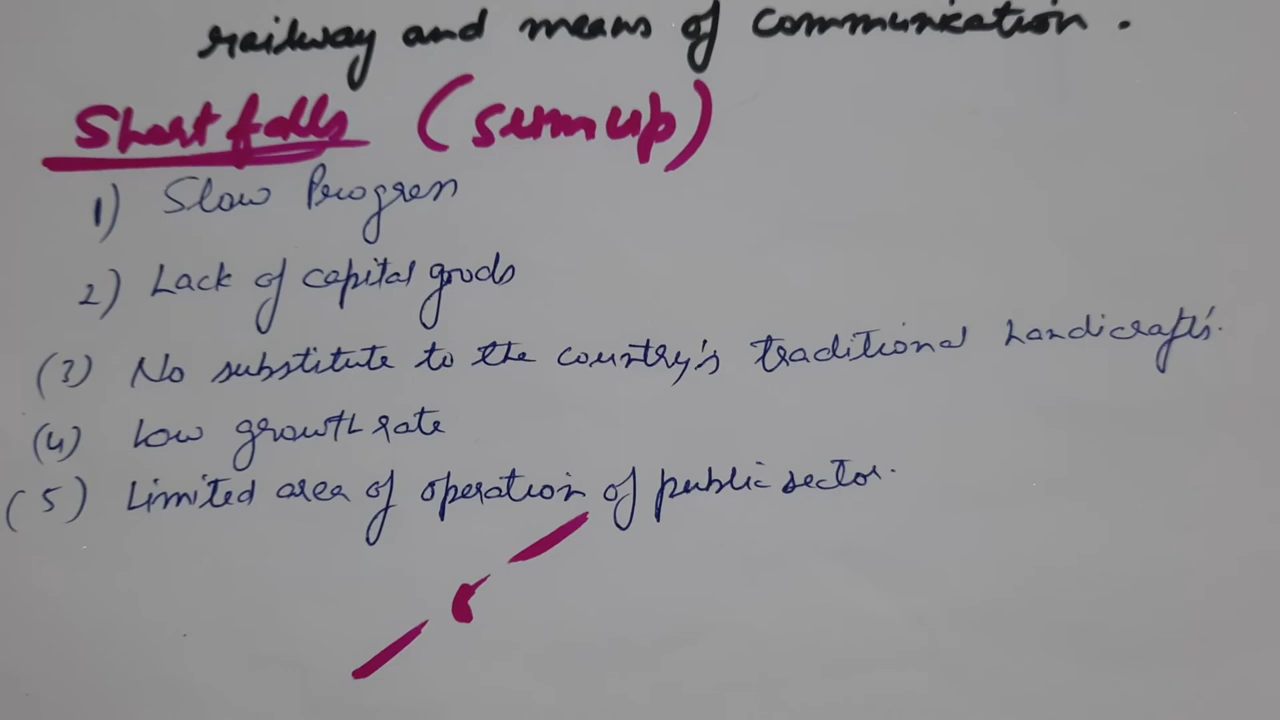 railway and means of communication.
Shortfalls (sum up)
1) Slow Progress
2) Lack of capital goods
(3) No substitute to the country's traditional handicrafts.
(4) Low growth rate
(5) Limited area of operation of public sector.